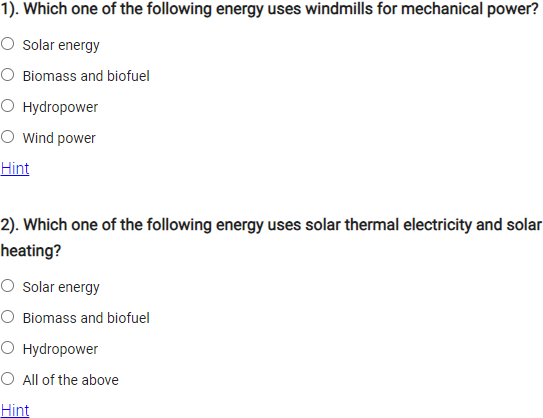 1). Which one of the following energy uses windmills for mechanical power?
Solar energy
Biomass and biofuel
Hydropower
Wind power
Hint
2). Which one of the following energy uses solar thermal electricity and solar
heating?
Solar energy
Biomass and biofuel
Hydropower
All of the above
Hint